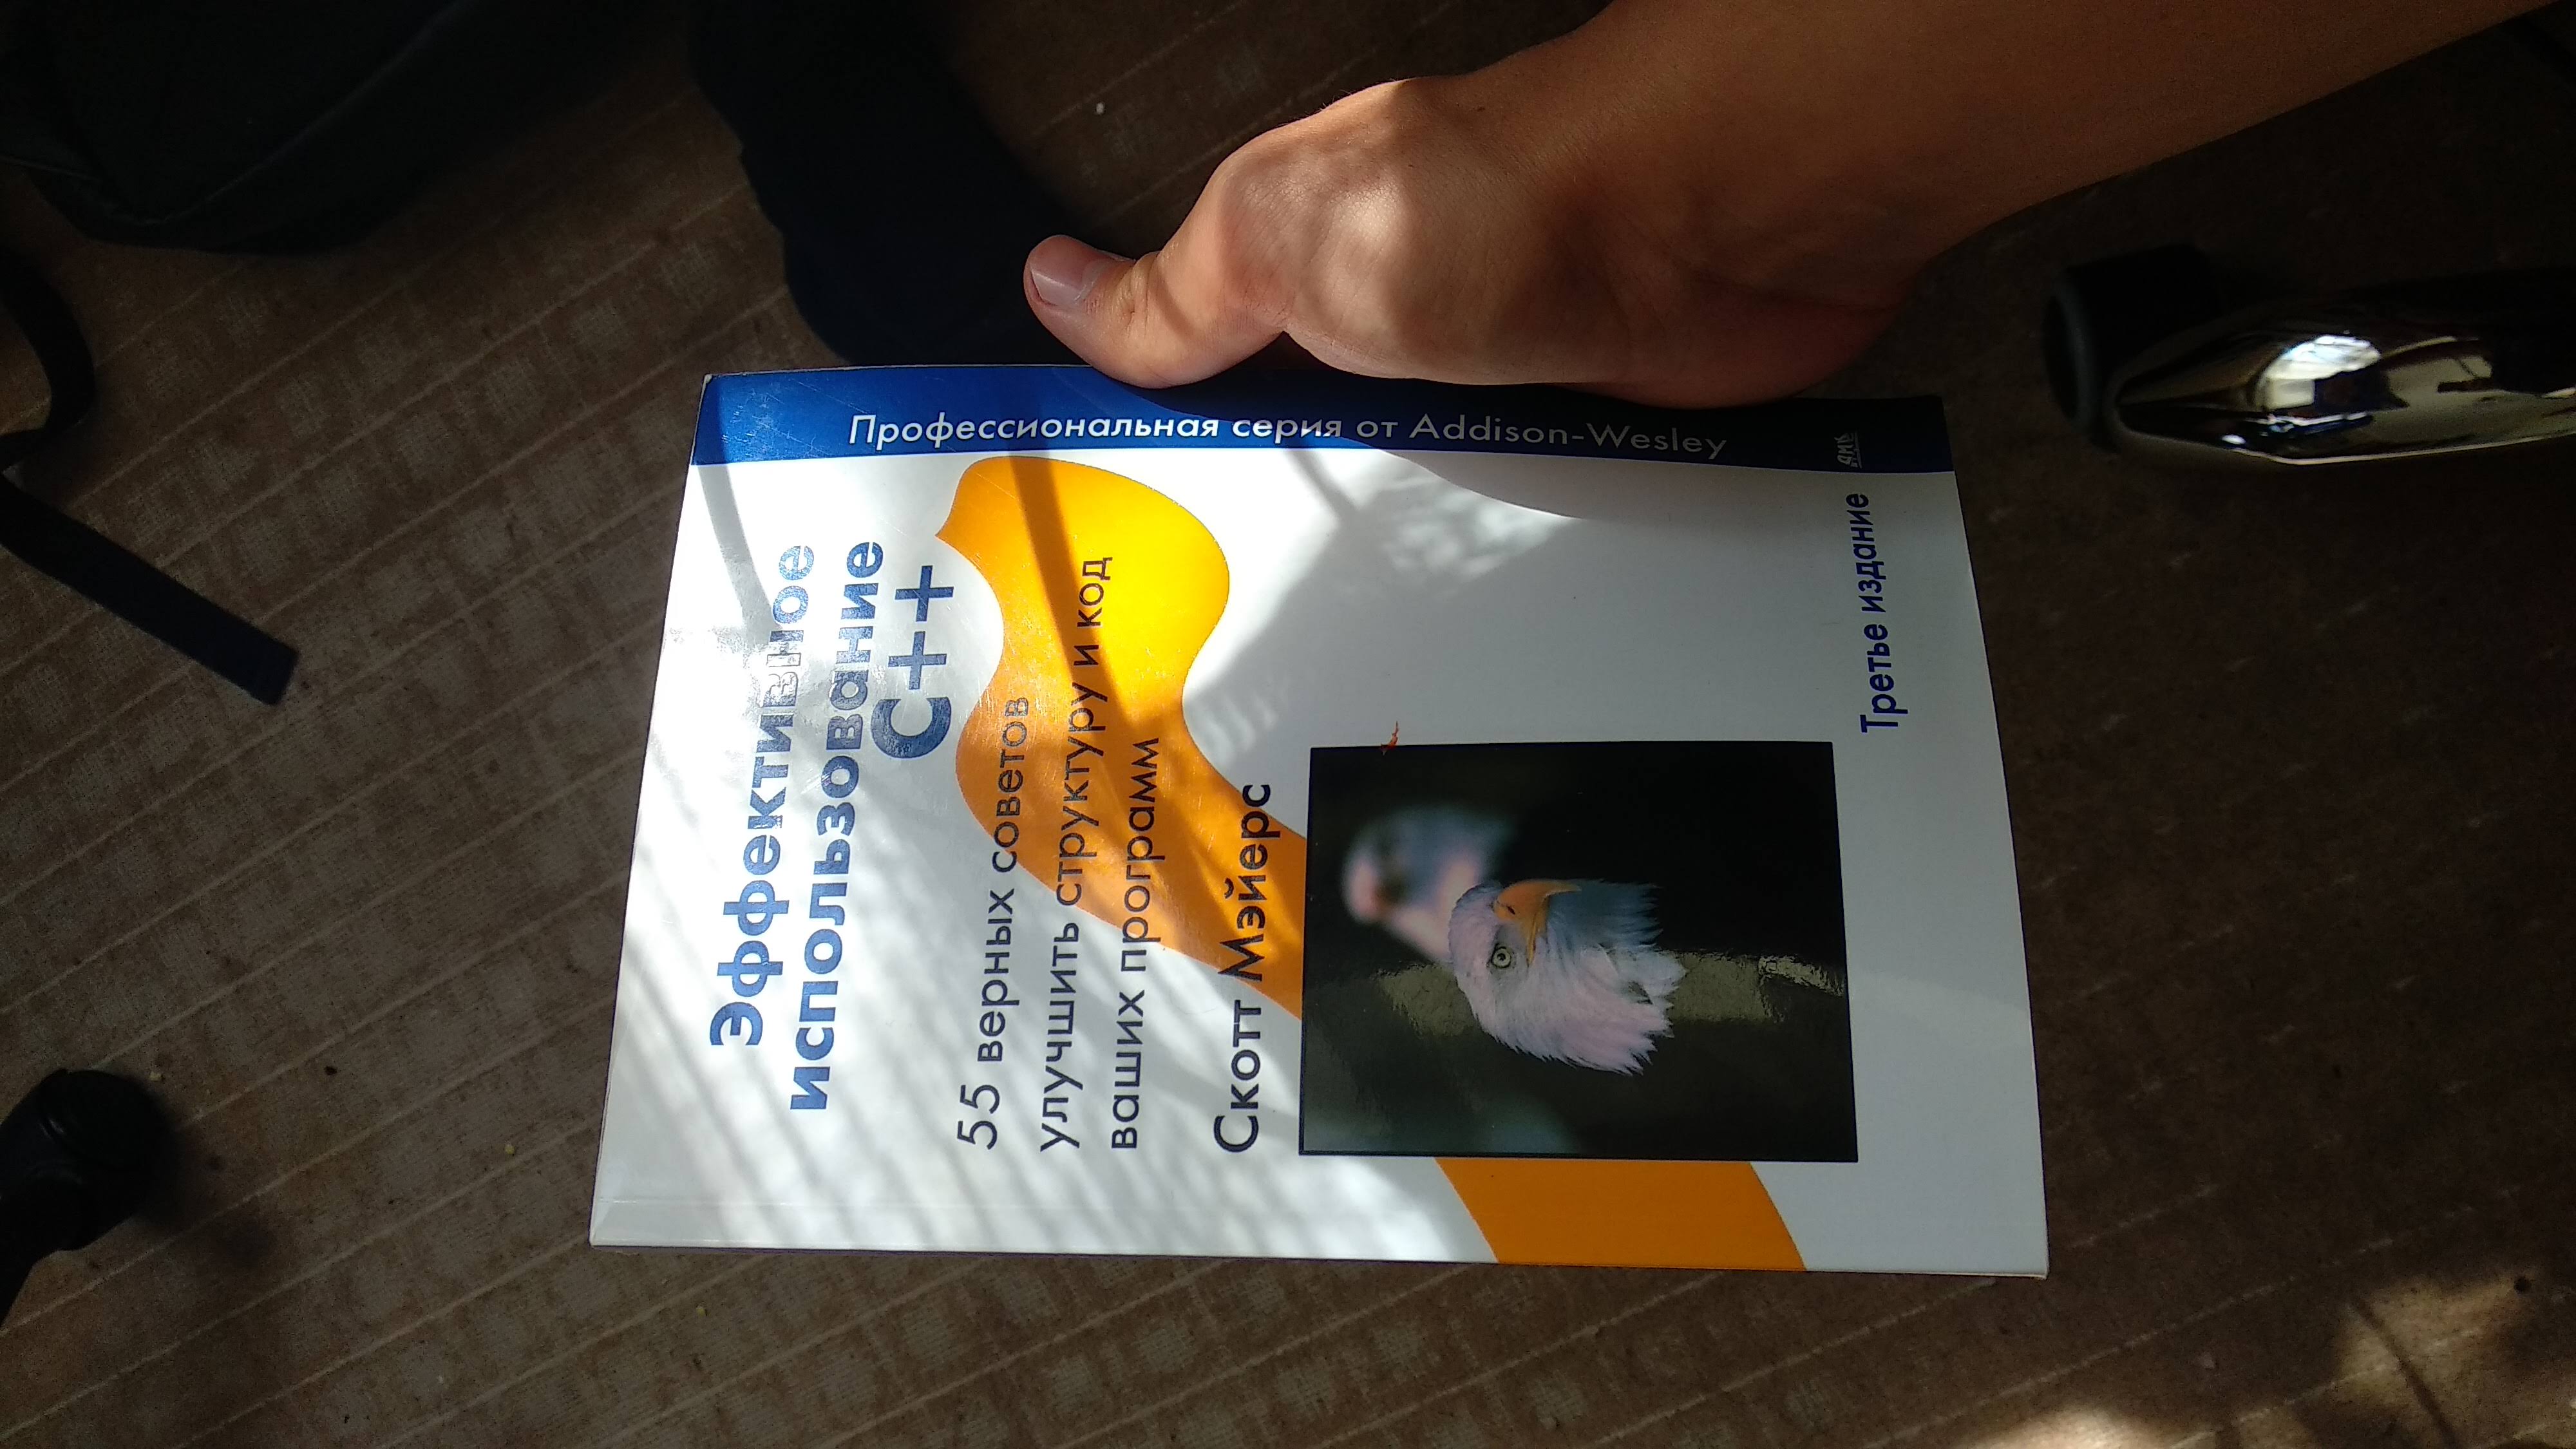 Эффективное
использование
C++
55 верных советов
улучшить структуру и код
ваших программ
Скотт Мэйерс
Третье издание
Профессиональная серия от Addison-Wesley
ДМК